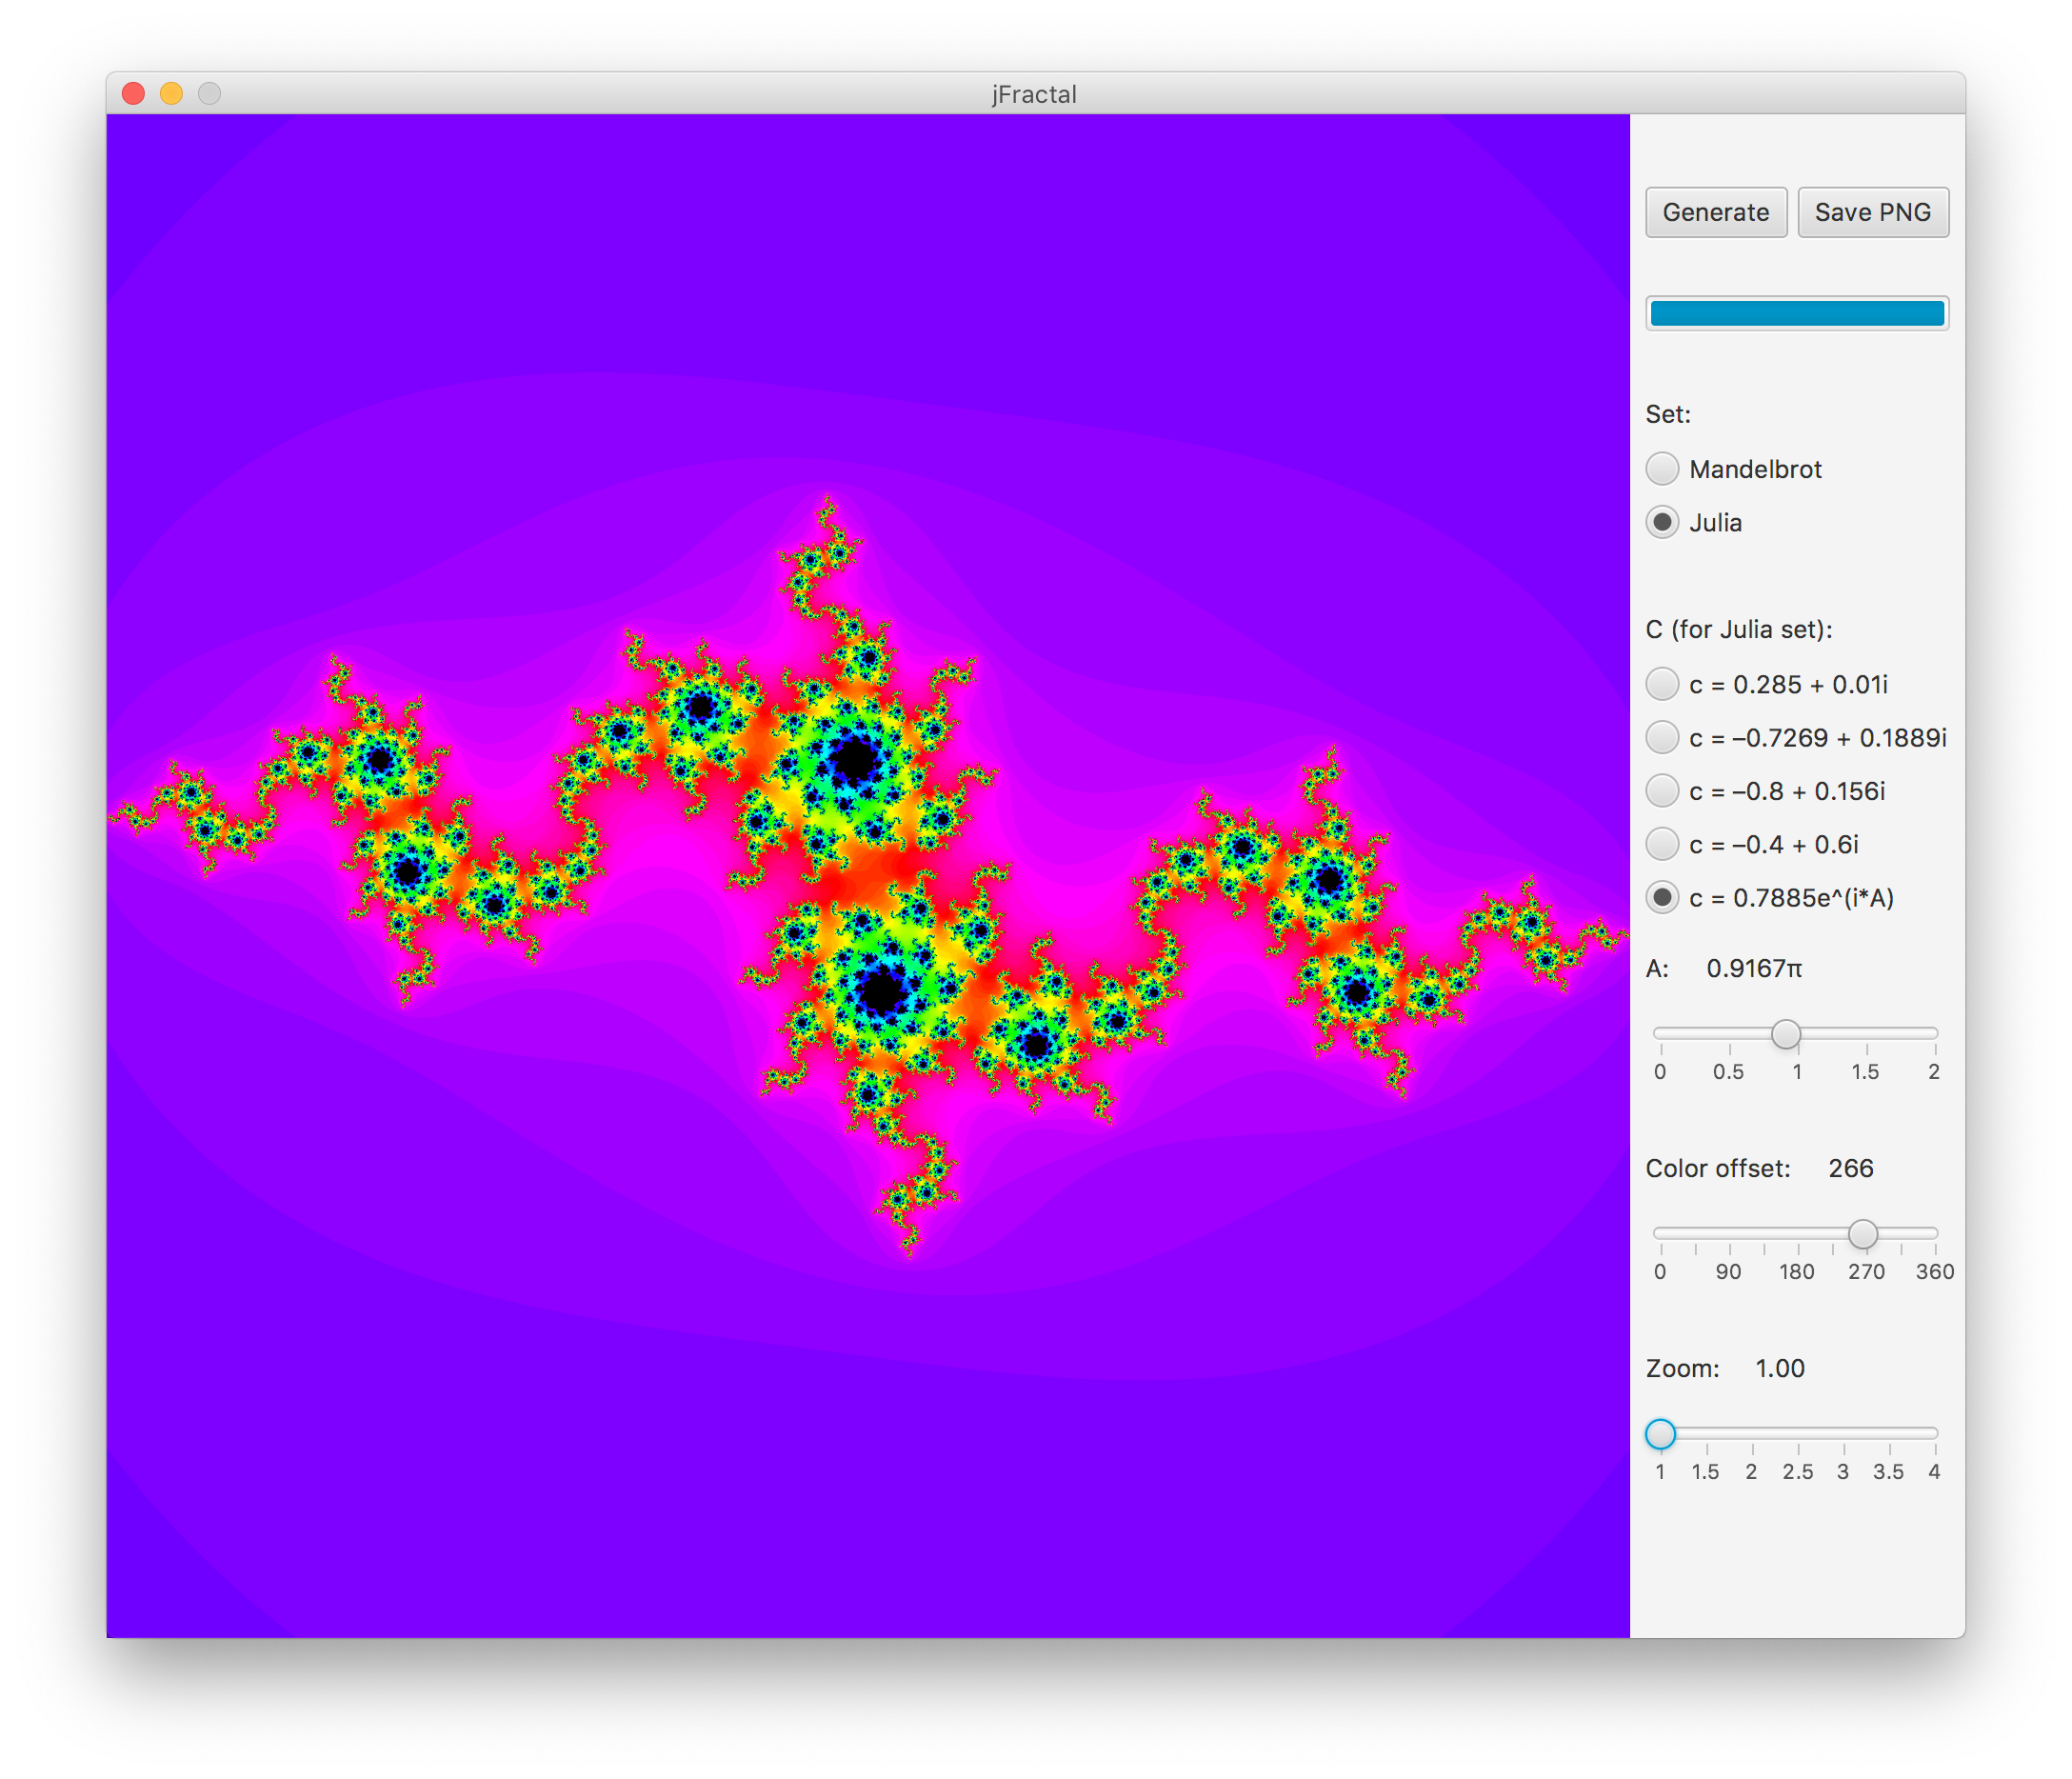 jFractal
Generate Save PNG
Set:
Mandelbrot
Julia
C (for Julia set):
c = 0.285 + 0.01i
c = –0.7269 + 0.1889i
c = –0.8 + 0.156i
c = –0.4 + 0.6i
c = 0.7885e^(i*A)
A: 0.9167π
0 0.5 1 1.5 2
Color offset: 266
0 90 180 270 360
Zoom: 1.00
1 1.5 2 2.5 3 3.5 4